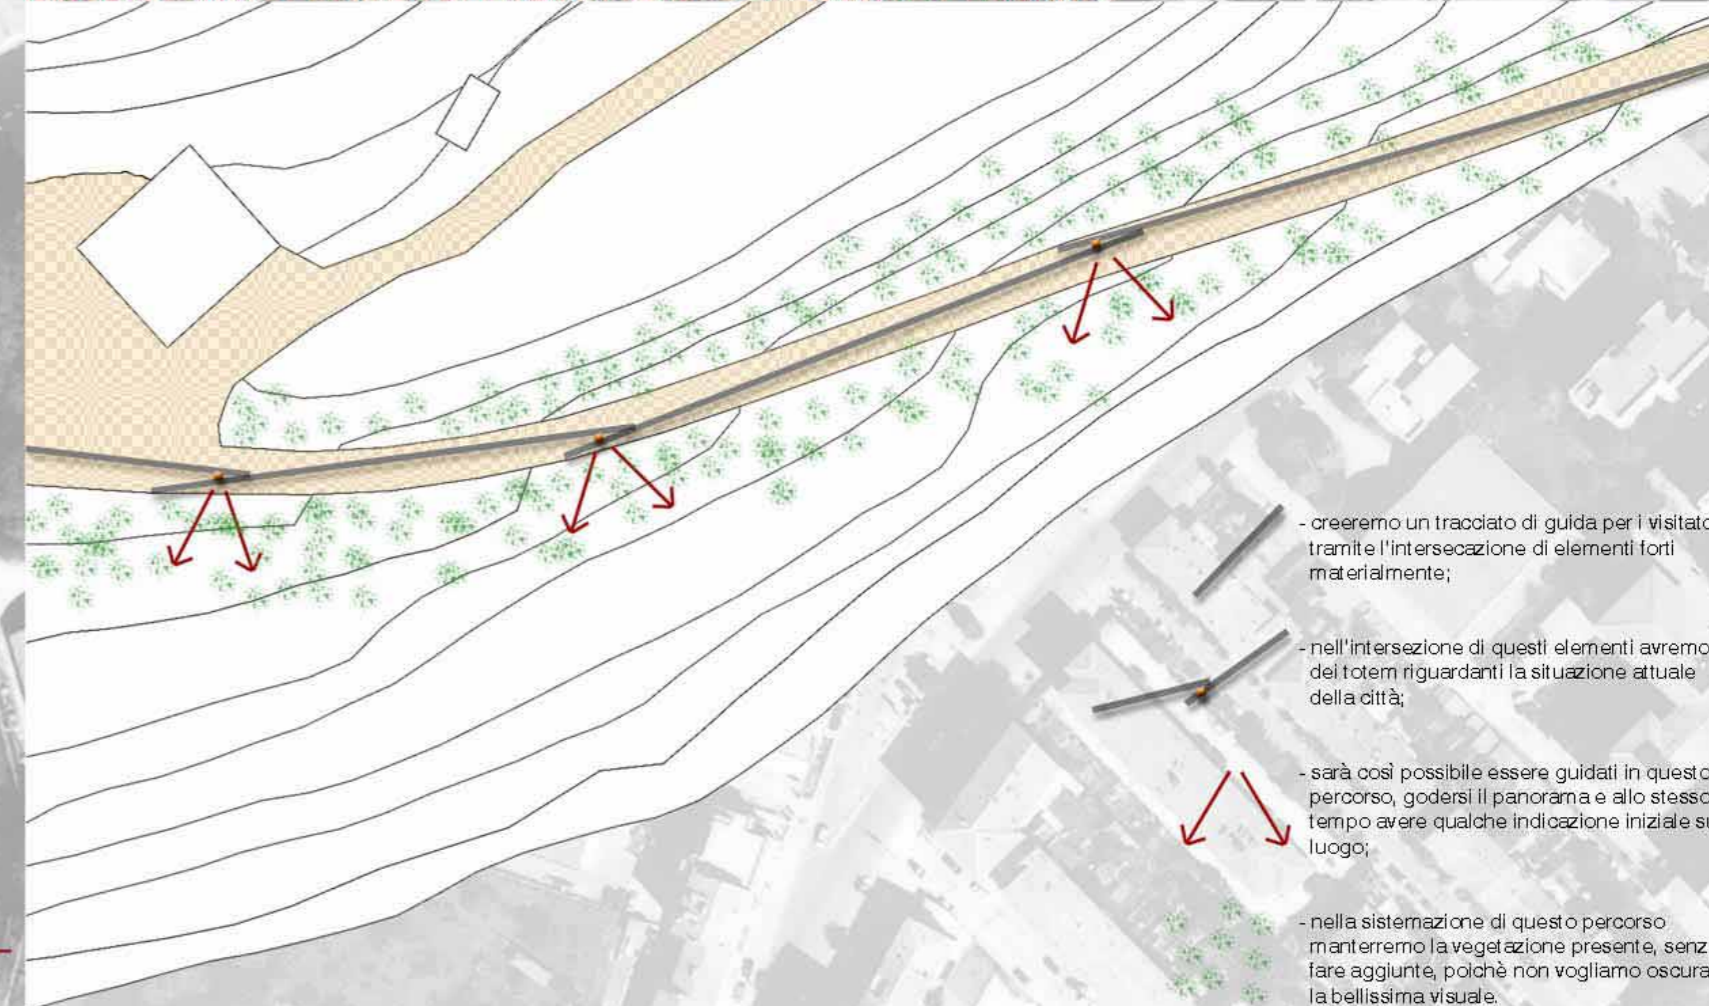 - creeremo un tracciato di guida per i visitato
tramite l'intersecazione di elementi forti
materialmente;
- nell'intersezione di questi elementi avremo
dei totem riguardanti la situazione attuale
della città;
- sarà così possibile essere guidati in questo
percorso, godersi il panorama e allo stesso
tempo avere qualche indicazione iniziale su
luogo;
- nella sistemazione di questo percorso
manterremo la vegetazione presente, senz
fare aggiunte, poichè non vogliamo oscura
la bellissima visuale.